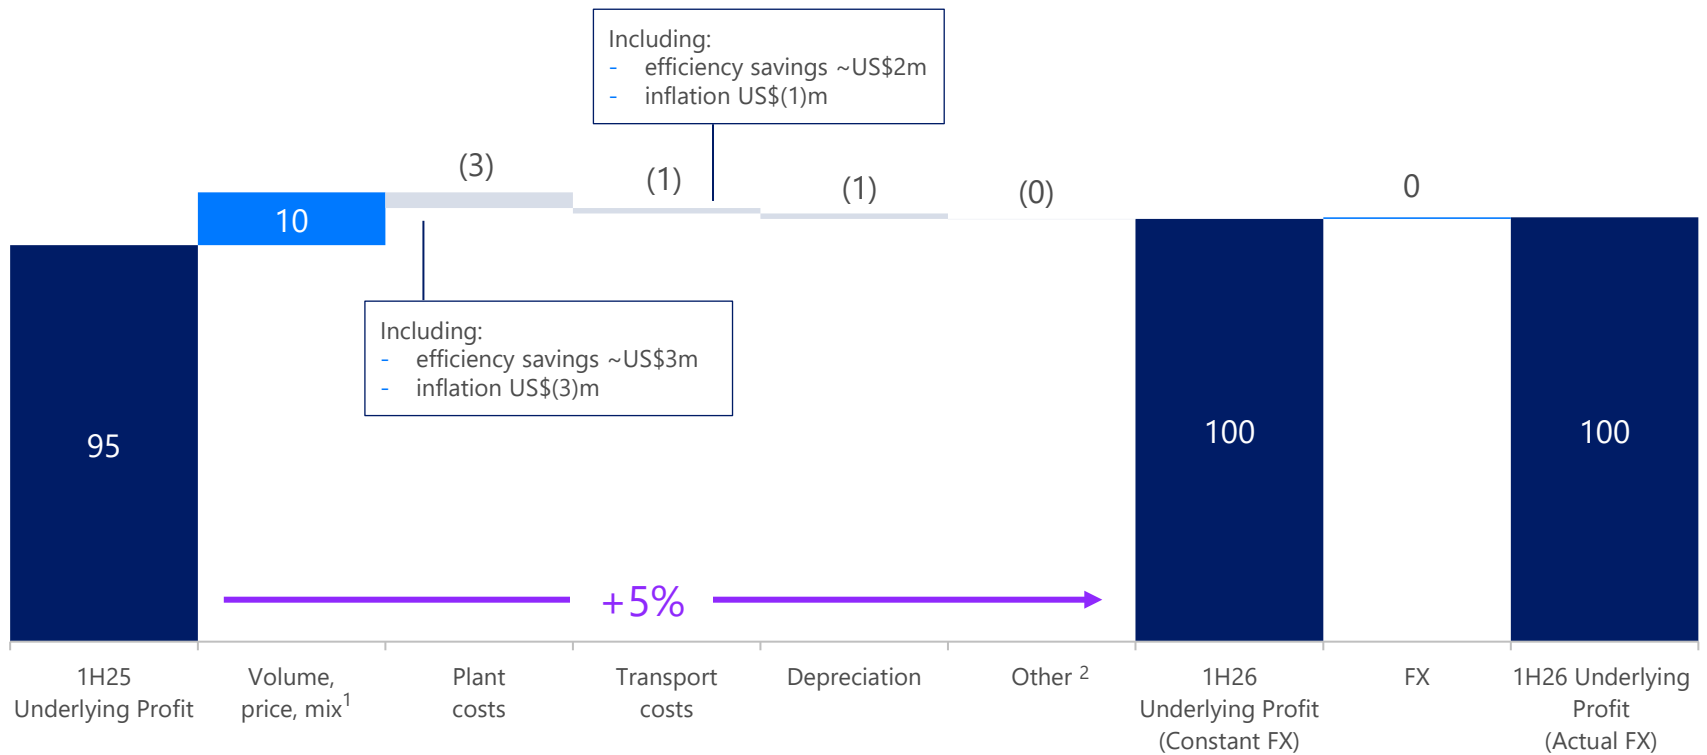 Including:
- efficiency savings ~US$2m
- inflation US$(1)m
(3)
(1)
(1)
(0)
0
10
Including:
- efficiency savings ~US$3m
- inflation US$(3)m
95
100
100
+5%
1H25
Underlying Profit
Volume,
price, mix1
Plant
costs
Transport
costs
Depreciation
Other 2
1H26
Underlying Profit
(Constant FX)
FX
1H26 Underlying
Profit
(Actual FX)